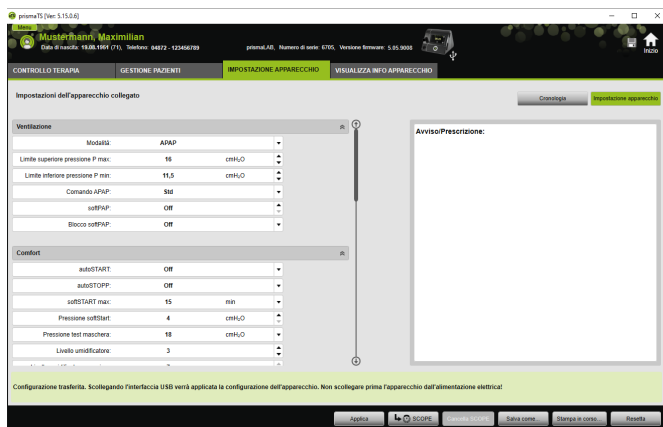 prismaTS [Ver. 5.15.0.6]
Menu
Mustermann, Maximilian
Data di nascita: 19.08.1951 (71), Telefono: 04872 - 123456789
prismaLAB, Numero di serie: 6705, Versione firmware: 5.05.9008
Inizio
CONTROLLO TERAPIA
GESTIONE PAZIENTI
IMPOSTAZIONE APPARECCHIO
VISUALIZZA INFO APPARECCHIO
Impostazioni dell'apparecchio collegato
Cronologia
Impostazione apparecchio
Ventilazione
Avviso/Prescrizione:
Modalità: APAP
Limite superiore pressione P max: 16 cmH₂O
Limite inferiore pressione P min: 11,5 cmH₂O
Comando APAP: Std
softPAP: Off
Blocco softPAP: Off
Comfort
autoSTART: Off
autoSTOPP: Off
softSTART max: 15 min
Pressione softStart: 4 cmH₂O
Pressione test maschera: 18 cmH₂O
Livello umidificatore: 3
Configurazione trasferita. Scollegando l'interfaccia USB verrà applicata la configurazione dell'apparecchio. Non scollegare prima l'apparecchio dall'alimentazione elettrica!
Applica
SCOPE
Cancella SCOPE
Salva come...
Stampa in corso...
Resetta